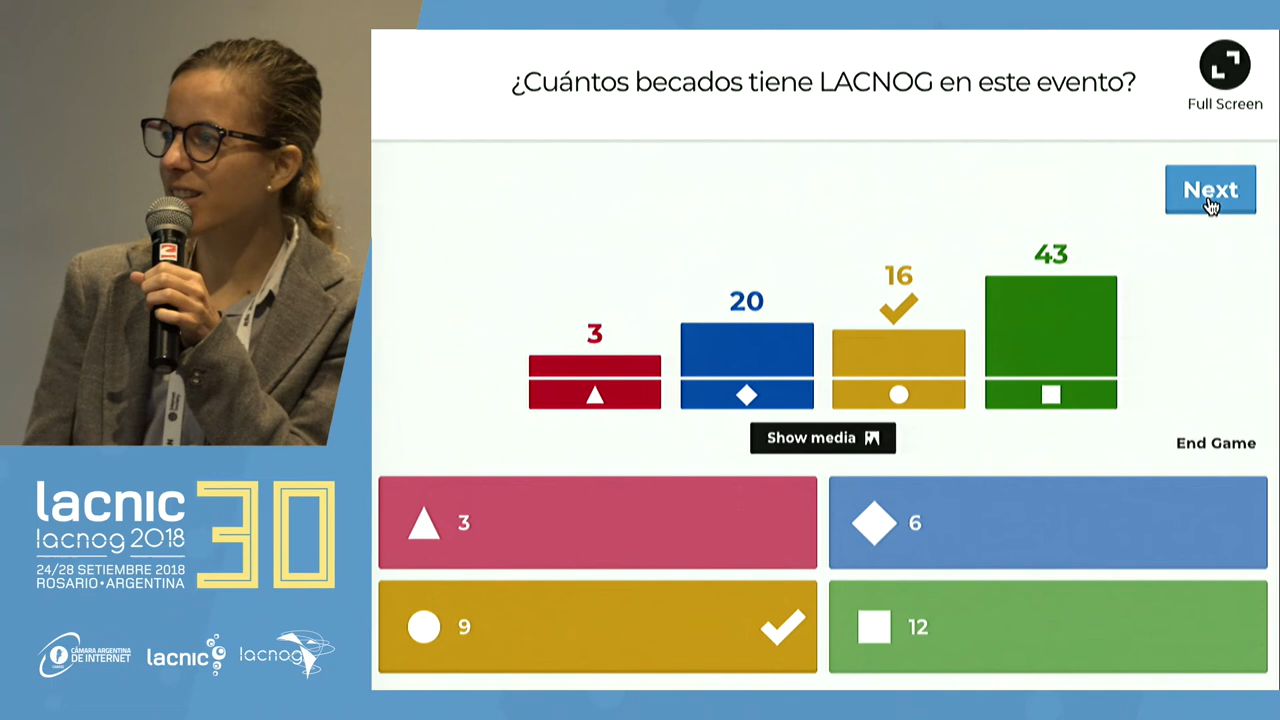 ¿Cuántos becados tiene LACNOG en este evento?
Full Screen
Next
3
20
16
43
Show media
End Game
3
6
9
12
lacnic 30
lacnog 2018
24/28 SETIEMBRE 2018
ROSARIO•ARGENTINA
CÁMARA ARGENTINA
DE INTERNET
lacnic
lacnog